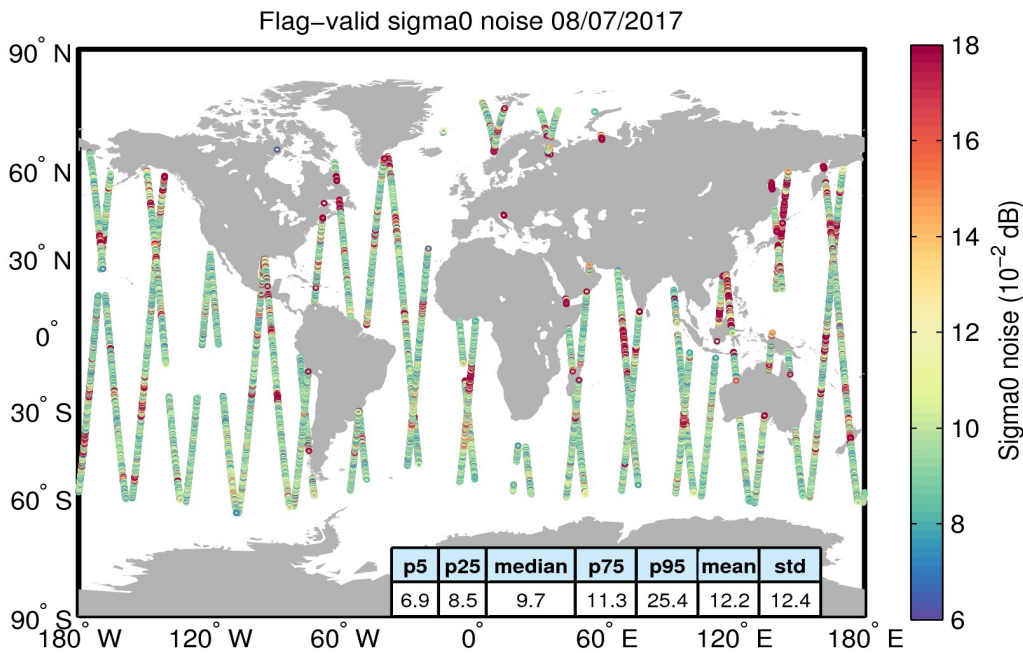 Flag−valid sigma0 noise 08/07/2017
90° N
60° N
30° N
0°
30° S
60° S
90° S
180° W
120° W
60° W
0°
60° E
120° E
180° E
p5 p25 median p75 p95 mean std
6.9 8.5 9.7 11.3 25.4 12.2 12.4
18
16
14
12
10
8
6
Sigma0 noise (10⁻² dB)